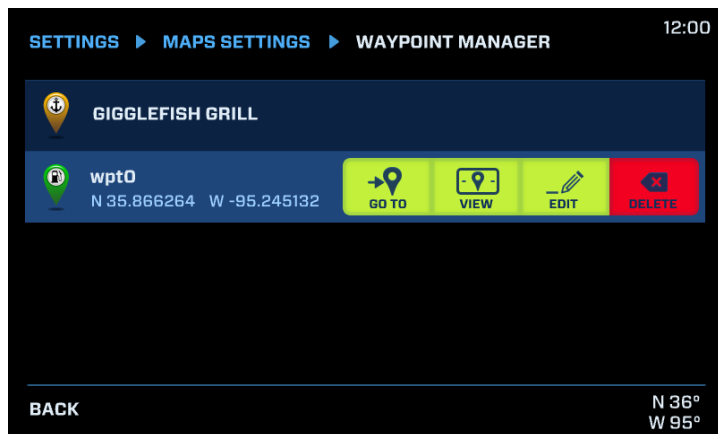 12:00
SETTINGS ▶ MAPS SETTINGS ▶ WAYPOINT MANAGER
GIGGLEFISH GRILL
wpt0
N 35.866264 W -95.245132
GO TO VIEW EDIT DELETE
BACK
N 36°
W 95°